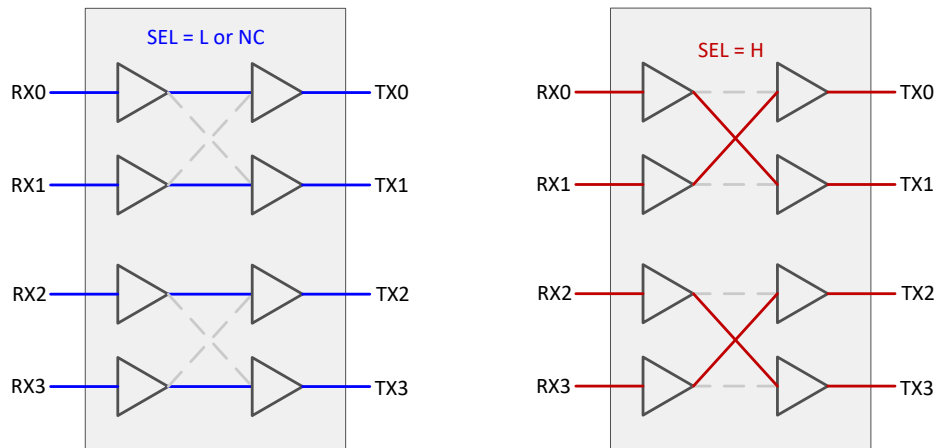 SEL = L or NC
RX0
TX0
RX1
TX1
RX2
TX2
RX3
TX3
SEL = H
RX0
TX0
RX1
TX1
RX2
TX2
RX3
TX3